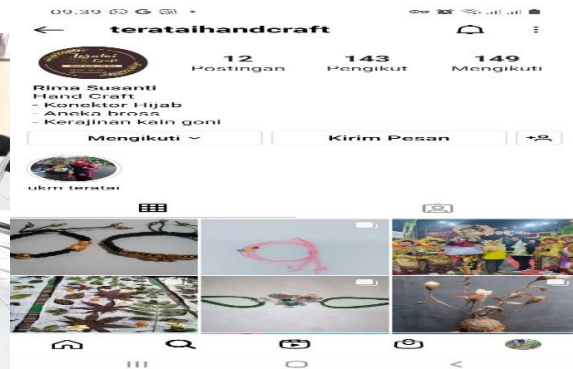 09.39
terataihandcraft
12 143 149
Postingan Pengikut Mengikuti
Rima Susanti
Hand Craft
- Konektor Hijab
- Aneka bross
- Kerajinan kain goni
Mengikuti Kirim Pesan
ukm teratai